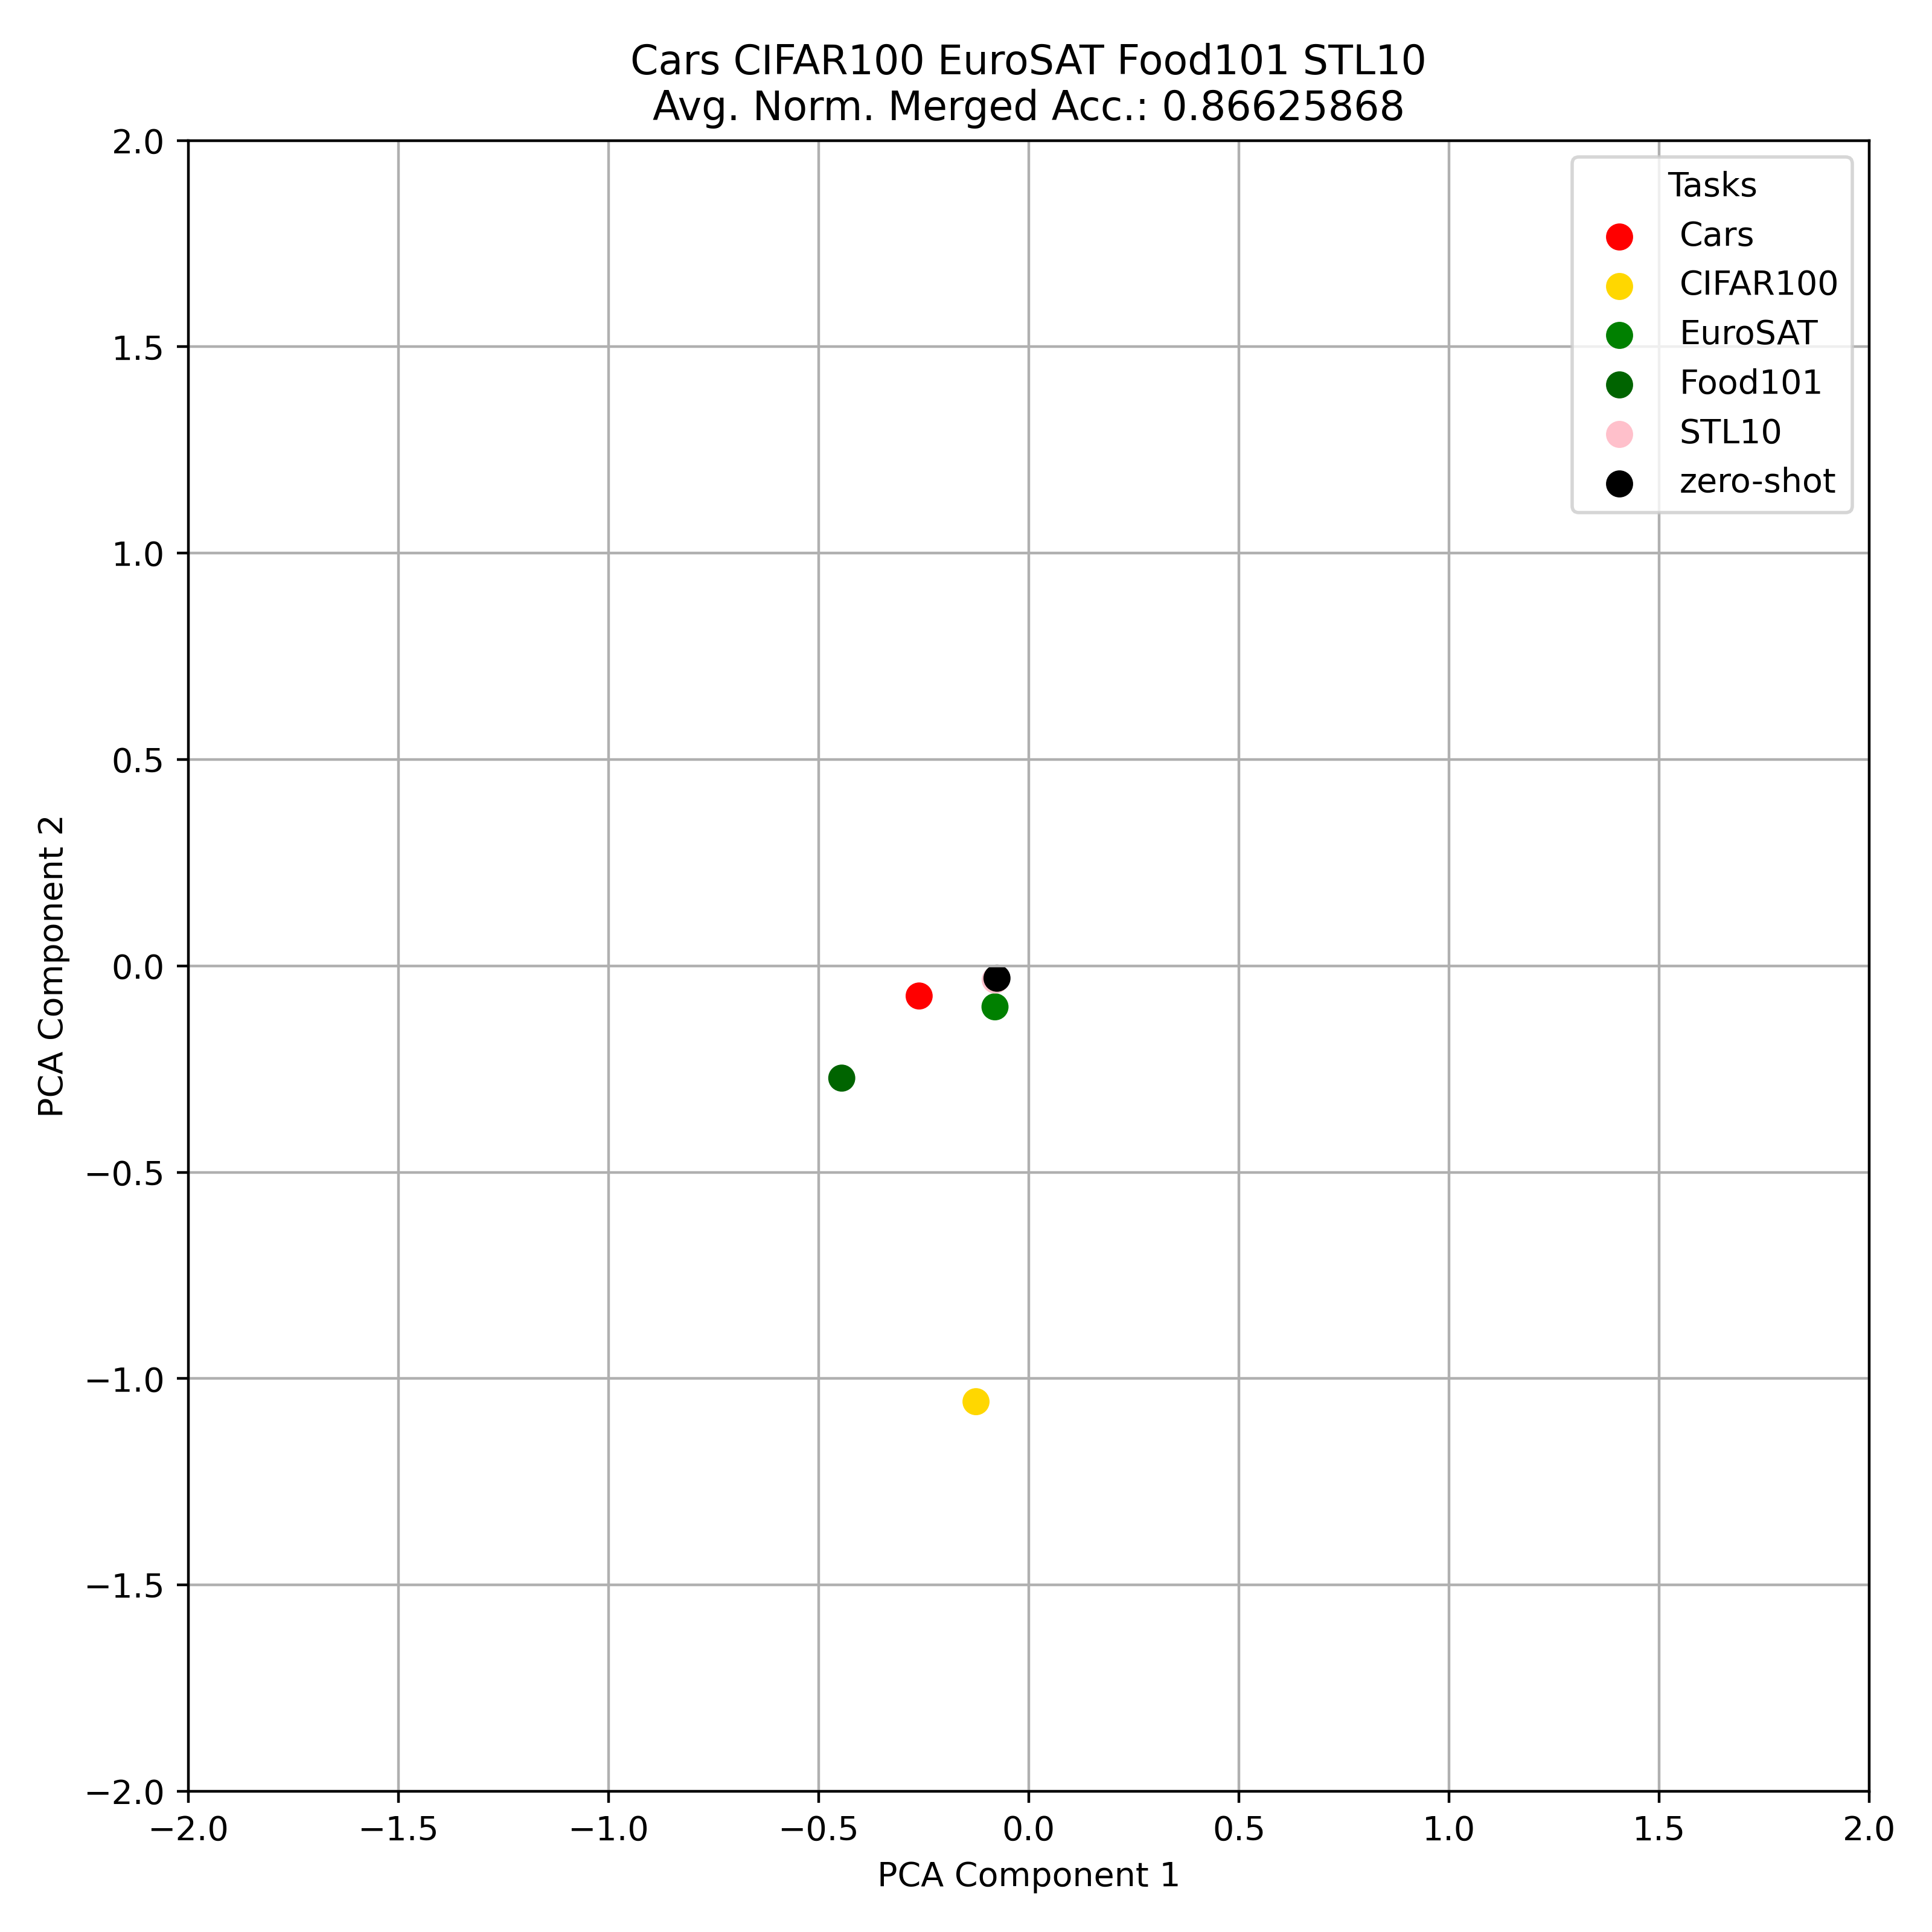 Cars CIFAR100 EuroSAT Food101 STL10
Avg. Norm. Merged Acc.: 0.86625868
Tasks
Cars
CIFAR100
EuroSAT
Food101
STL10
zero-shot
2.0
1.5
1.0
0.5
0.0
−0.5
−1.0
−1.5
−2.0
PCA Component 2
−2.0 −1.5 −1.0 −0.5 0.0 0.5 1.0 1.5 2.0
PCA Component 1